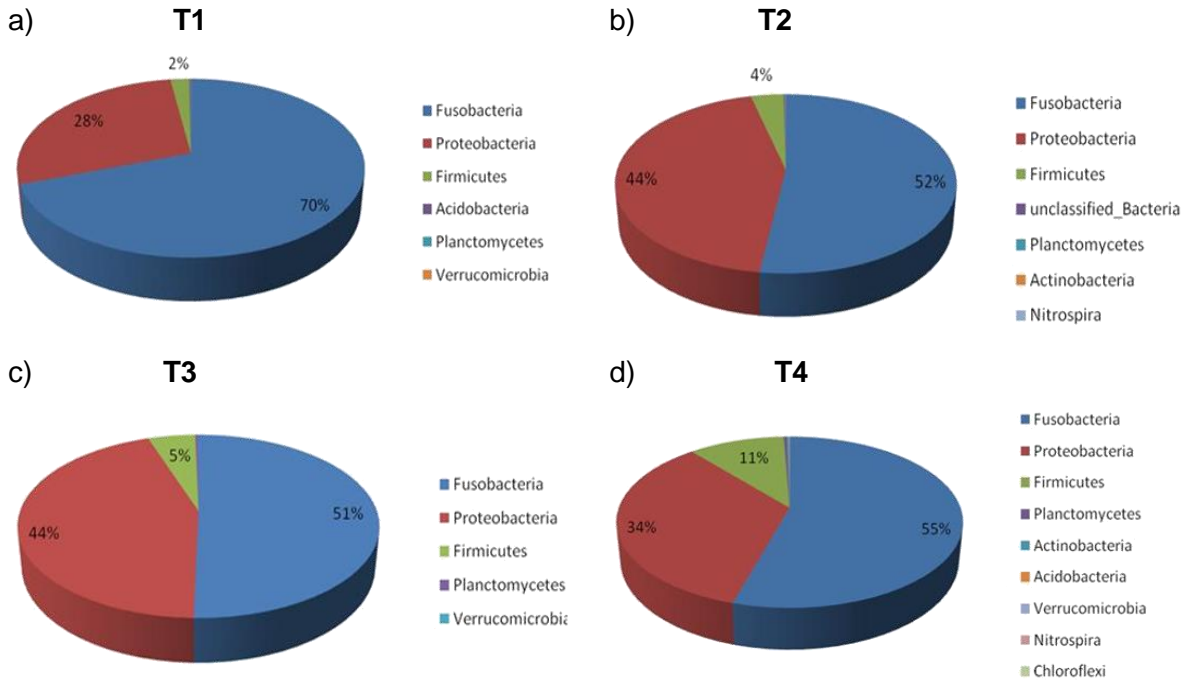 a) T1
2%
28%
70%
Fusobacteria
Proteobacteria
Firmicutes
Acidobacteria
Planctomycetes
Verrucomicrobia
b) T2
4%
44%
52%
Fusobacteria
Proteobacteria
Firmicutes
unclassified_Bacteria
Planctomycetes
Actinobacteria
Nitrospira
c) T3
5%
51%
44%
Fusobacteria
Proteobacteria
Firmicutes
Planctomycetes
Verrucomicrobia
d) T4
11%
34%
55%
Fusobacteria
Proteobacteria
Firmicutes
Planctomycetes
Actinobacteria
Acidobacteria
Verrucomicrobia
Nitrospira
Chloroflexi